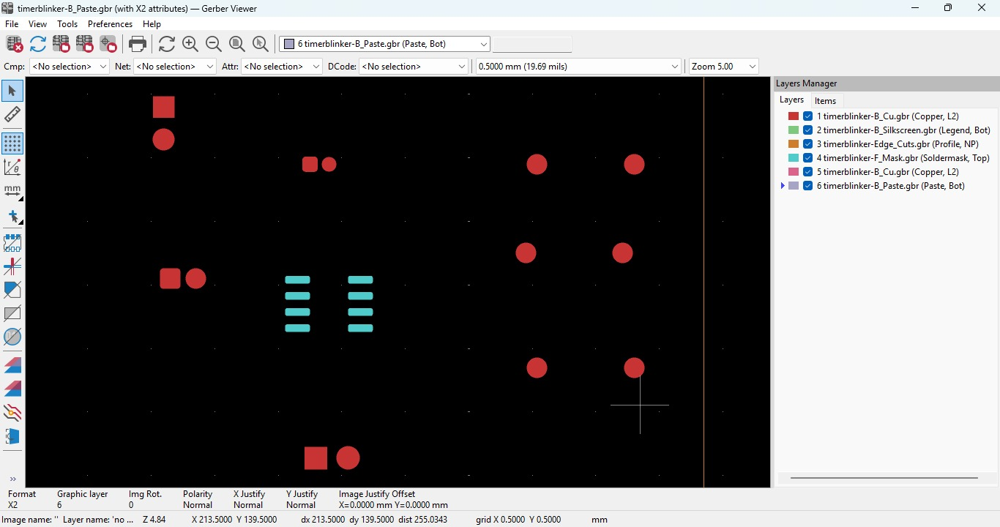 timerblinker-B_Paste.gbr (with X2 attributes) — Gerber Viewer
File View Tools Preferences Help
6 timerblinker-B_Paste.gbr (Paste, Bot)
Cmp: <No selection> Net: <No selection> Attr: <No selection> DCode: <No selection> 0.5000 mm (19.69 mils) Zoom 5.00
Layers Manager
Layers Items
1 timerblinker-B_Cu.gbr (Copper, L2)
2 timerblinker-B_Silkscreen.gbr (Legend, Bot)
3 timerblinker-Edge_Cuts.gbr (Profile, NP)
4 timerblinker-F_Mask.gbr (Soldermask, Top)
5 timerblinker-B_Cu.gbr (Copper, L2)
6 timerblinker-B_Paste.gbr (Paste, Bot)
mm
Format Graphic layer Img Rot. Polarity X Justify Y Justify Image Justify Offset
X2 6 0 Normal Normal Normal X=0.0000 mm Y=0.0000 mm
Image name: '' Layer name: 'no ... Z 4.84 X 213.5000 Y 139.5000 dx 213.5000 dy 139.5000 dist 255.0343 grid X 0.5000 Y 0.5000 mm